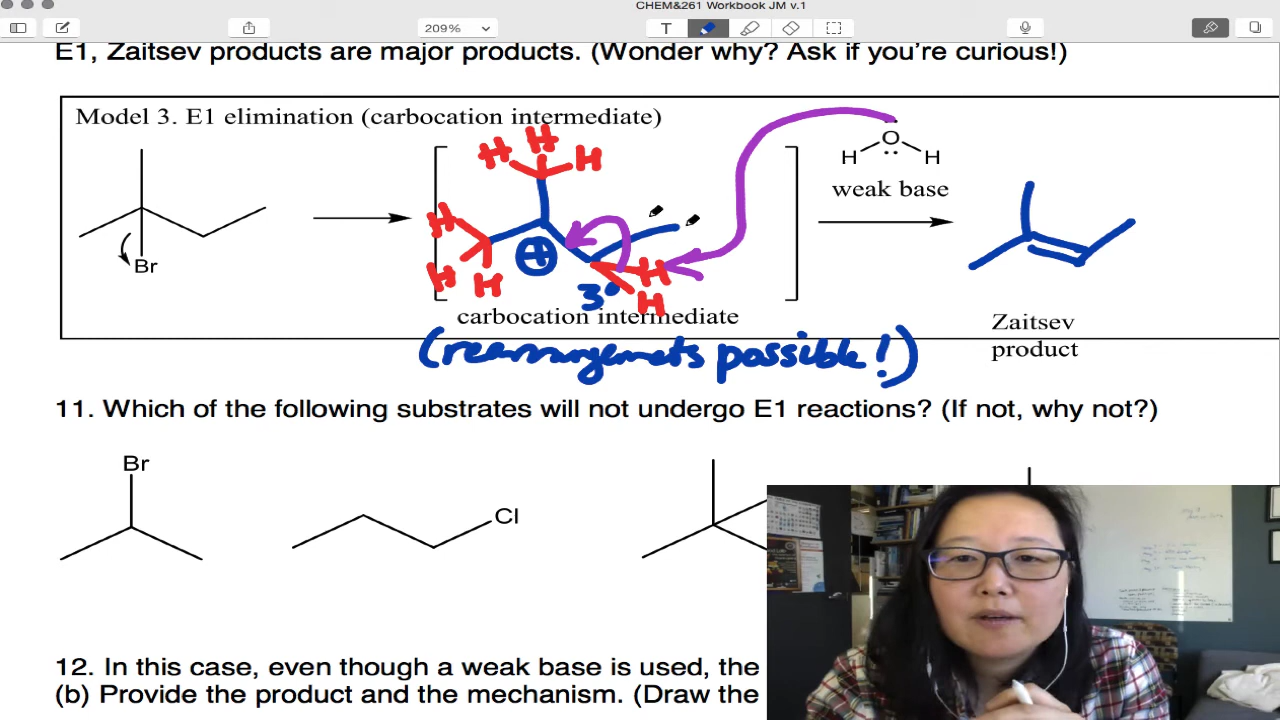 CHEM&261 Workbook JM v.1
209%
T
E1, Zaitsev products are major products. (Wonder why? Ask if you're curious!)
Model 3. E1 elimination (carbocation intermediate)
Br
H H H
H H H
+
3°
H
H
carbocation intermediate
(rearrangemets possible!)
H O H
weak base
Zaitsev
product
11. Which of the following substrates will not undergo E1 reactions? (If not, why not?)
Br
Cl
12. In this case, even though a weak base is used, the
(b) Provide the product and the mechanism. (Draw the